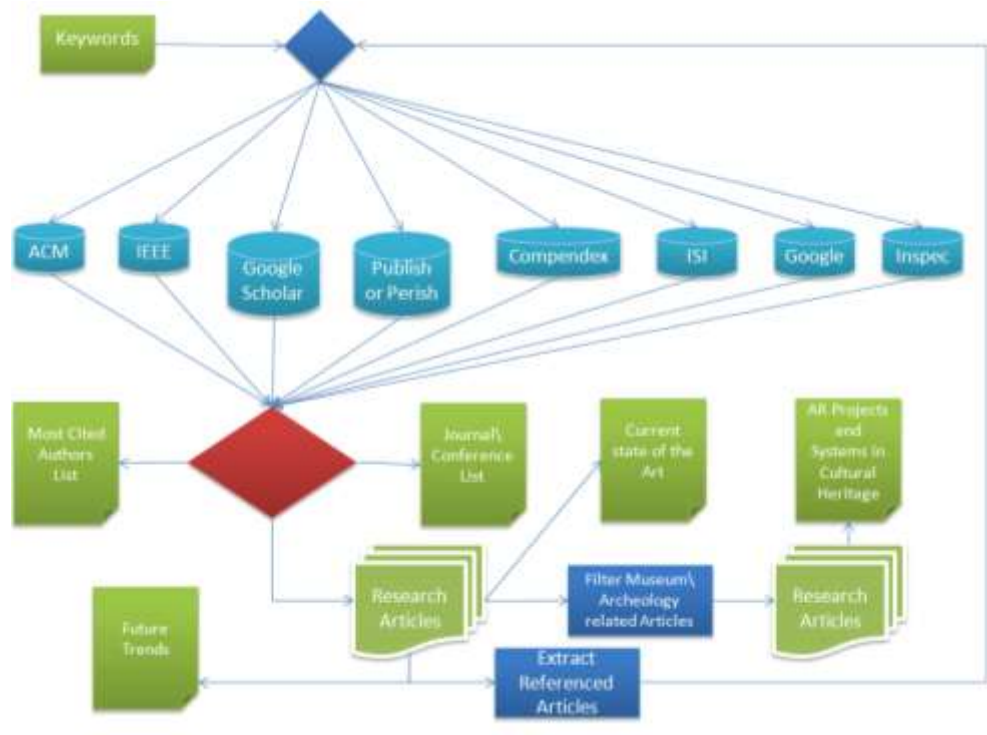 Keywords
ACM
IEEE
Google
Scholar
Publish
or Perish
Compendex
ISI
Google
Inspec
Most Cited
Authors
List
Journal\
Conference
List
Current
state of the
Art
AR Projects
and
Systems in
Cultural
Heritage
Research
Articles
Filter Museum\
Archeology
related Articles
Research
Articles
Future
Trends
Extract
Referenced
Articles